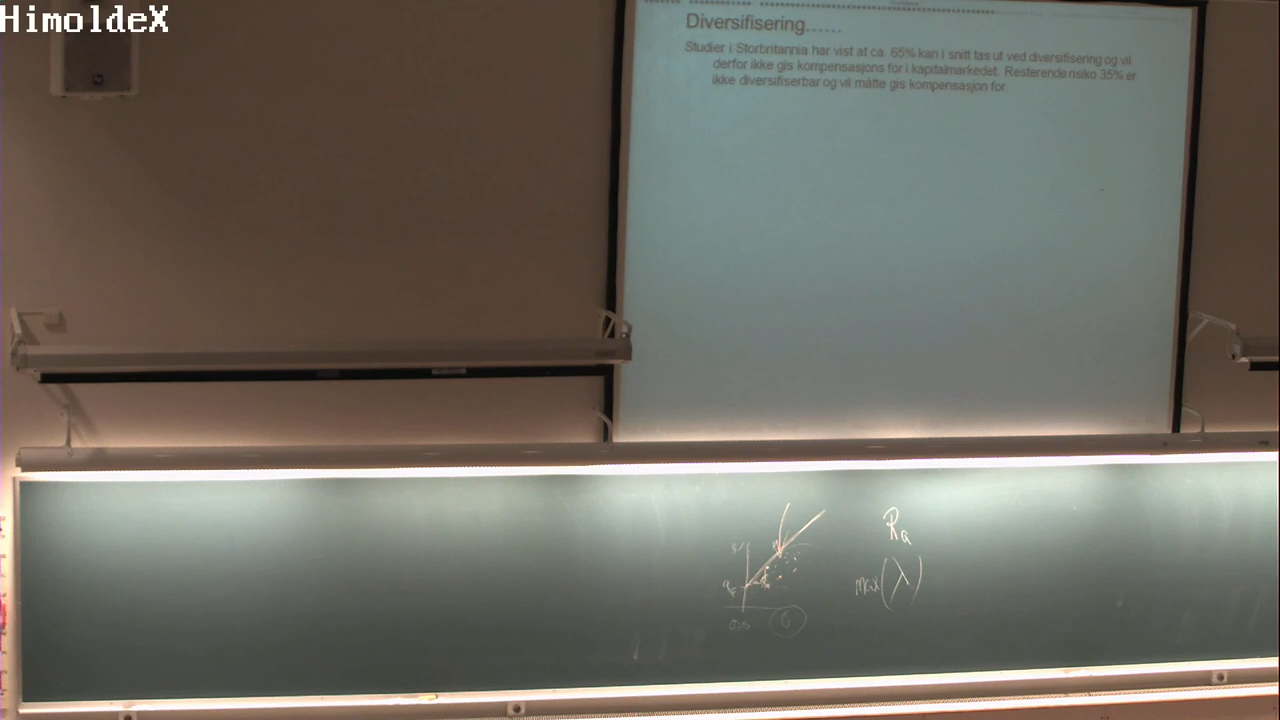 HimoldeX
Diversifisering......
Studier i Storbritannia har vist at ca. 65% kan i snitt tas ut ved diversifisering og vil
derfor ikke gis kompensasjons for i kapitalmarkedet. Resterende risiko 35% er
ikke diversifiserbar og vil måtte gis kompensasjon for.
Ra
max(λ)